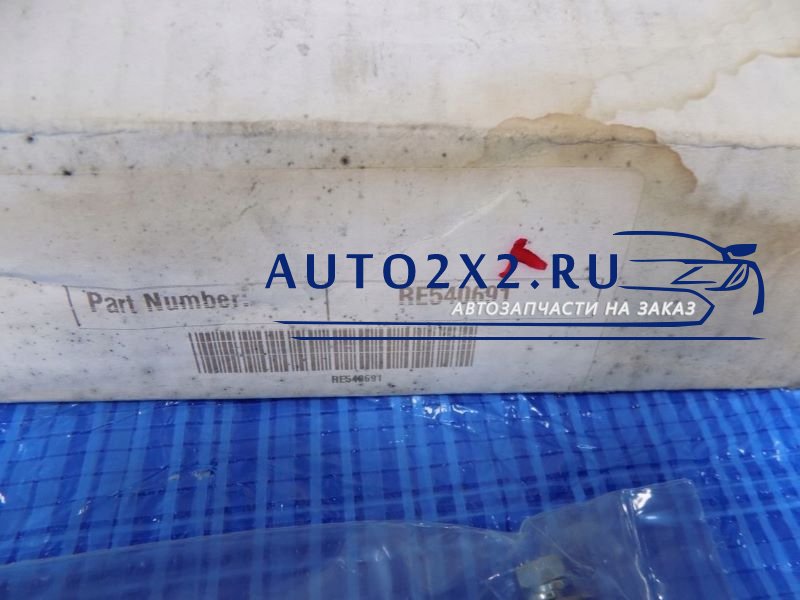 AUTO2X2.RU
Part Number: RE540691
АВТОЗАПЧАСТИ НА ЗАКАЗ
RE540691